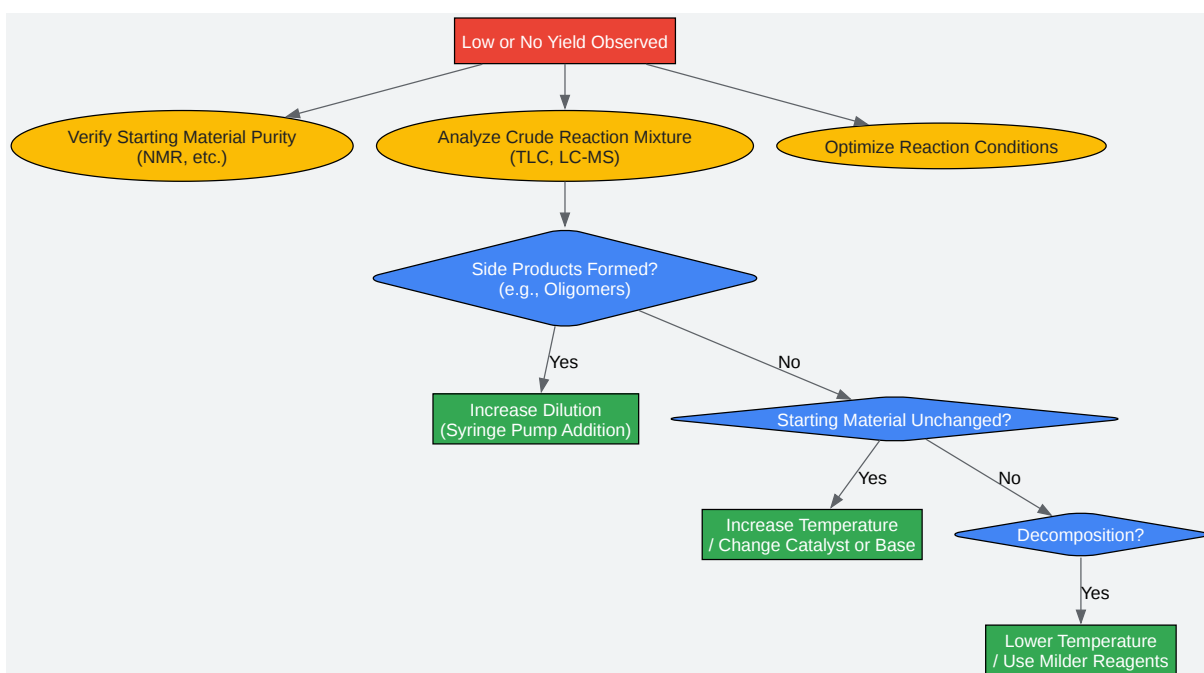 Low or No Yield Observed
Verify Starting Material Purity
(NMR, etc.)
Analyze Crude Reaction Mixture
(TLC, LC-MS)
Optimize Reaction Conditions
Side Products Formed?
(e.g., Oligomers)
Yes
No
Increase Dilution
(Syringe Pump Addition)
Starting Material Unchanged?
Yes
No
Increase Temperature
/ Change Catalyst or Base
Decomposition?
Yes
Lower Temperature
/ Use Milder Reagents